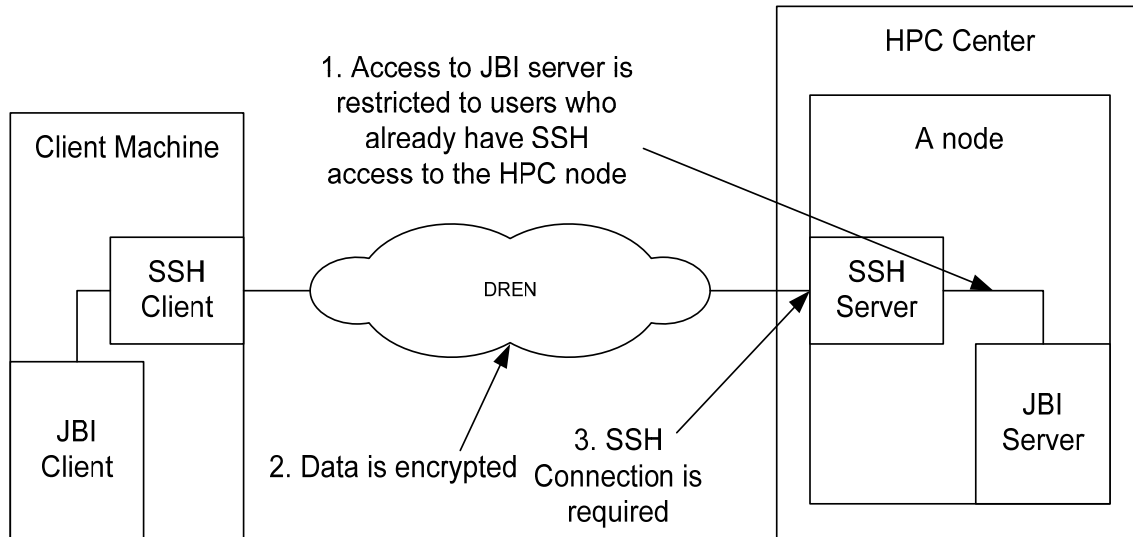 HPC Center
1. Access to JBI server is
restricted to users who
already have SSH
access to the HPC node
Client Machine
A node
SSH
Client
DREN
SSH
Server
JBI
Client
JBI
Server
2. Data is encrypted
3. SSH
Connection is
required